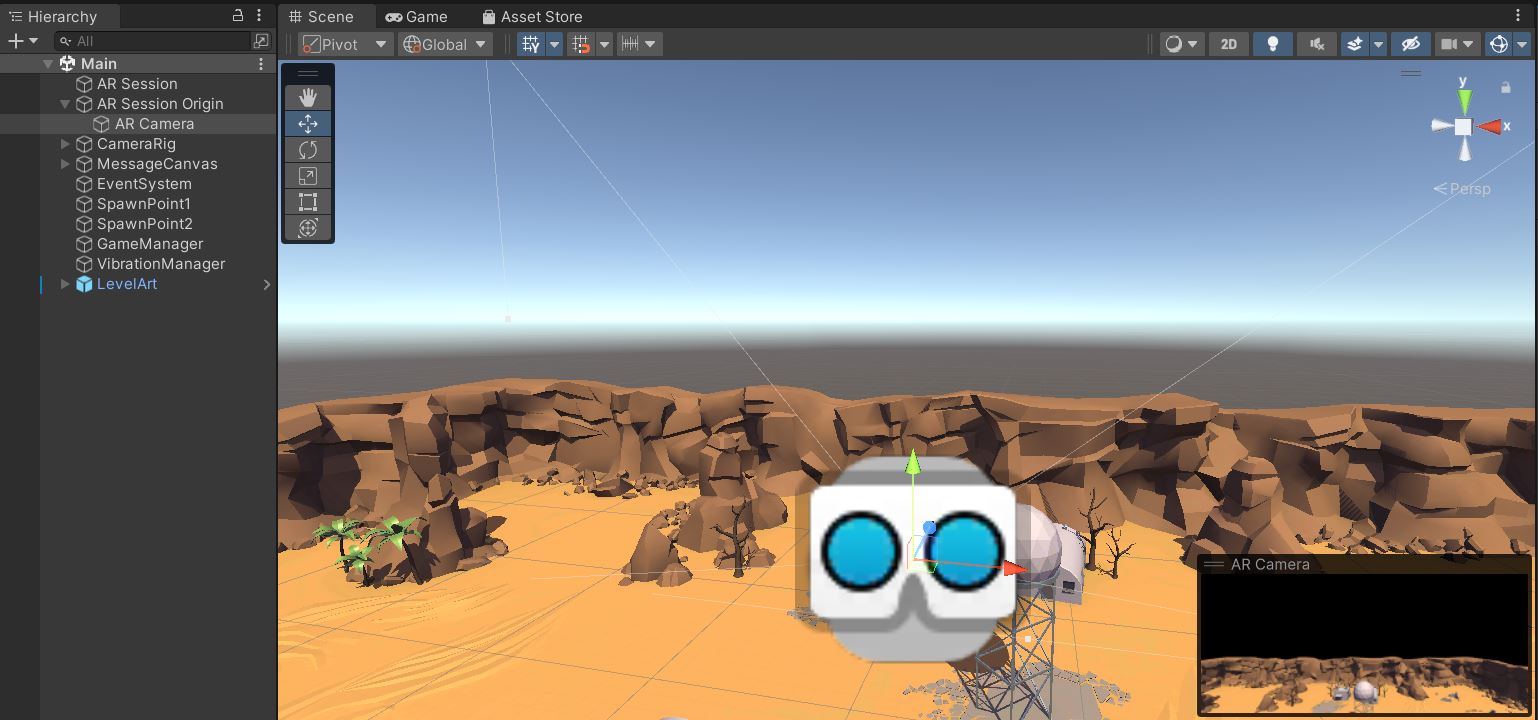 Hierarchy
All
Main
AR Session
AR Session Origin
AR Camera
CameraRig
MessageCanvas
EventSystem
SpawnPoint1
SpawnPoint2
GameManager
VibrationManager
LevelArt
Scene Game Asset Store
Pivot Global 2D
y
x
Persp
AR Camera